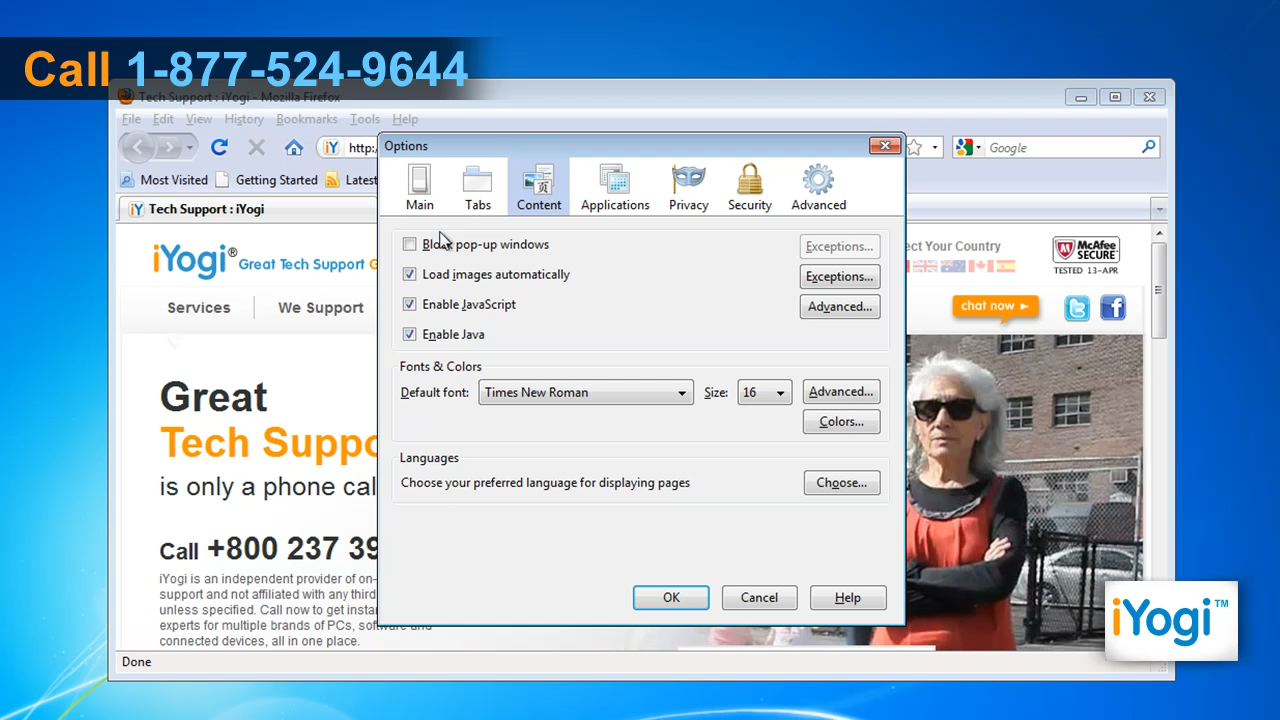 Call 1-877-524-9644
Tech Support : iYogi - Mozilla Firefox
File Edit View History Bookmarks Tools Help
http:
Google
Most Visited Getting Started Latest
Tech Support : iYogi
Options
Main Tabs Content Applications Privacy Security Advanced
Block pop-up windows Exceptions...
Load images automatically Exceptions...
Enable JavaScript Advanced...
Enable Java
Fonts & Colors
Default font: Times New Roman Size: 16 Advanced...
Colors...
Languages
Choose your preferred language for displaying pages Choose...
OK Cancel Help
iYogi® Great Tech Support G
ct Your Country
McAfee
SECURE
TESTED 13-APR
Services We Support
chat now
Great
Tech Suppo
is only a phone cal
Call +800 237 39
iYogi is an independent provider of on-
support and not affiliated with any third
unless specified. Call now to get instan
experts for multiple brands of PCs, software and
connected devices, all in one place.
Done
iYogi™